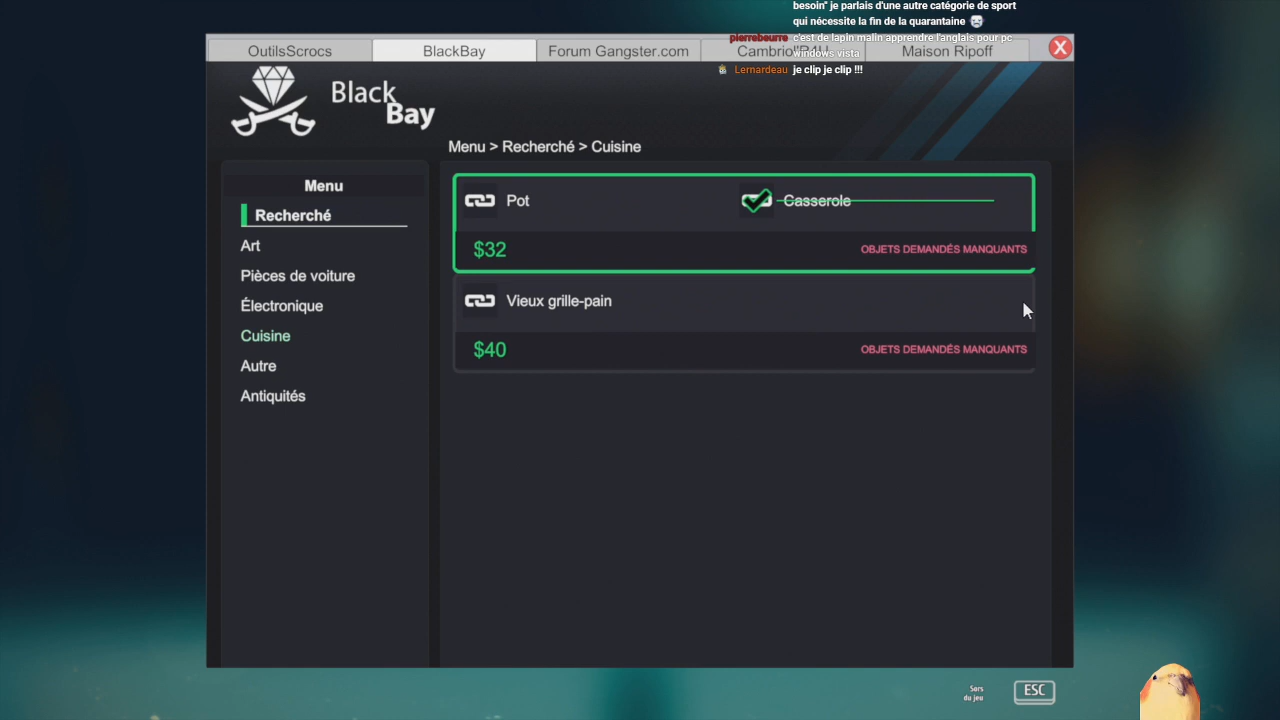 besoin" je parlais d'une autre catégorie de sport
qui nécessite la fin de la quarantaine
pierrebeurre c'est de lapin malin apprendre l'anglais pour pc
windows vista
Lernardeau je clip je clip !!!
OutilsScrocs
BlackBay
Forum Gangster.com
Maison Ripoff
X
Black
Bay
Menu > Recherché > Cuisine
Menu
Recherché
Art
Pièces de voiture
Électronique
Cuisine
Autre
Antiquités
Pot
Casserole
$32
OBJETS DEMANDÉS MANQUANTS
Vieux grille-pain
$40
OBJETS DEMANDÉS MANQUANTS
Sors
du jeu
ESC